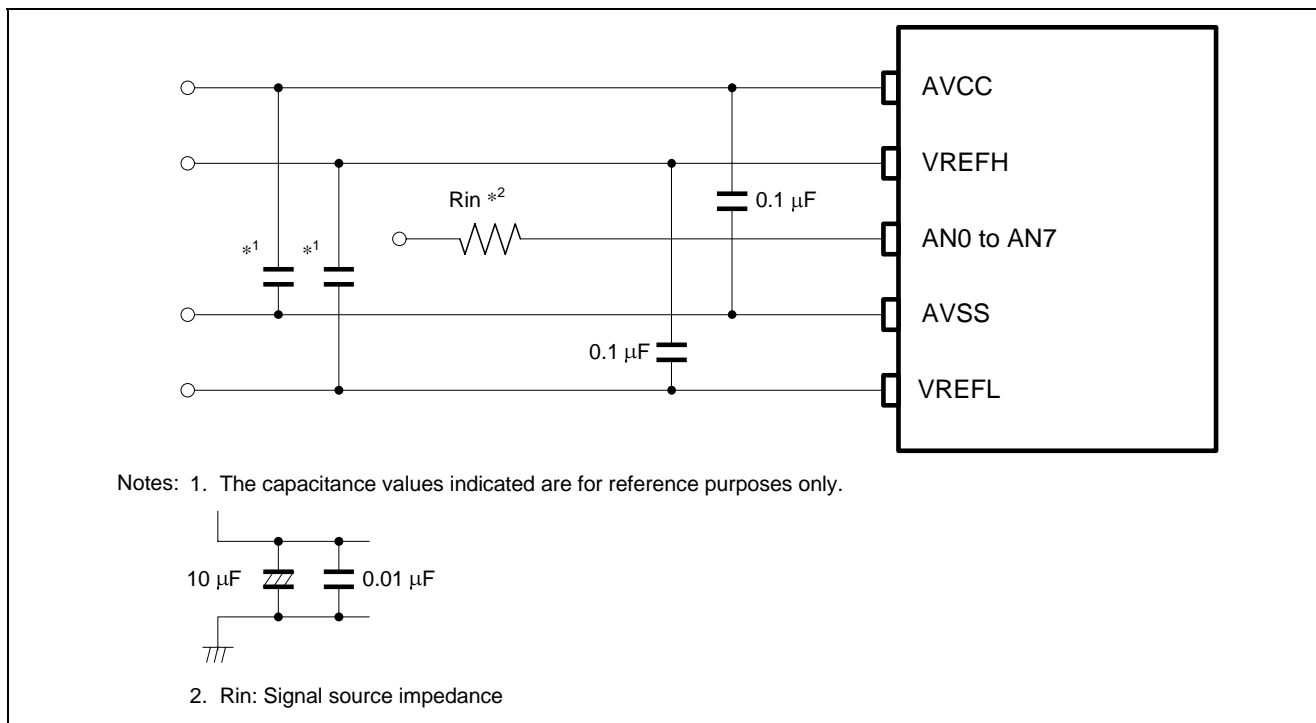 AVCC
VREFH
Rin *2
0.1 μF
*1 *1
AN0 to AN7
AVSS
0.1 μF
VREFL
Notes: 1. The capacitance values indicated are for reference purposes only.
10 μF 0.01 μF
2. Rin: Signal source impedance